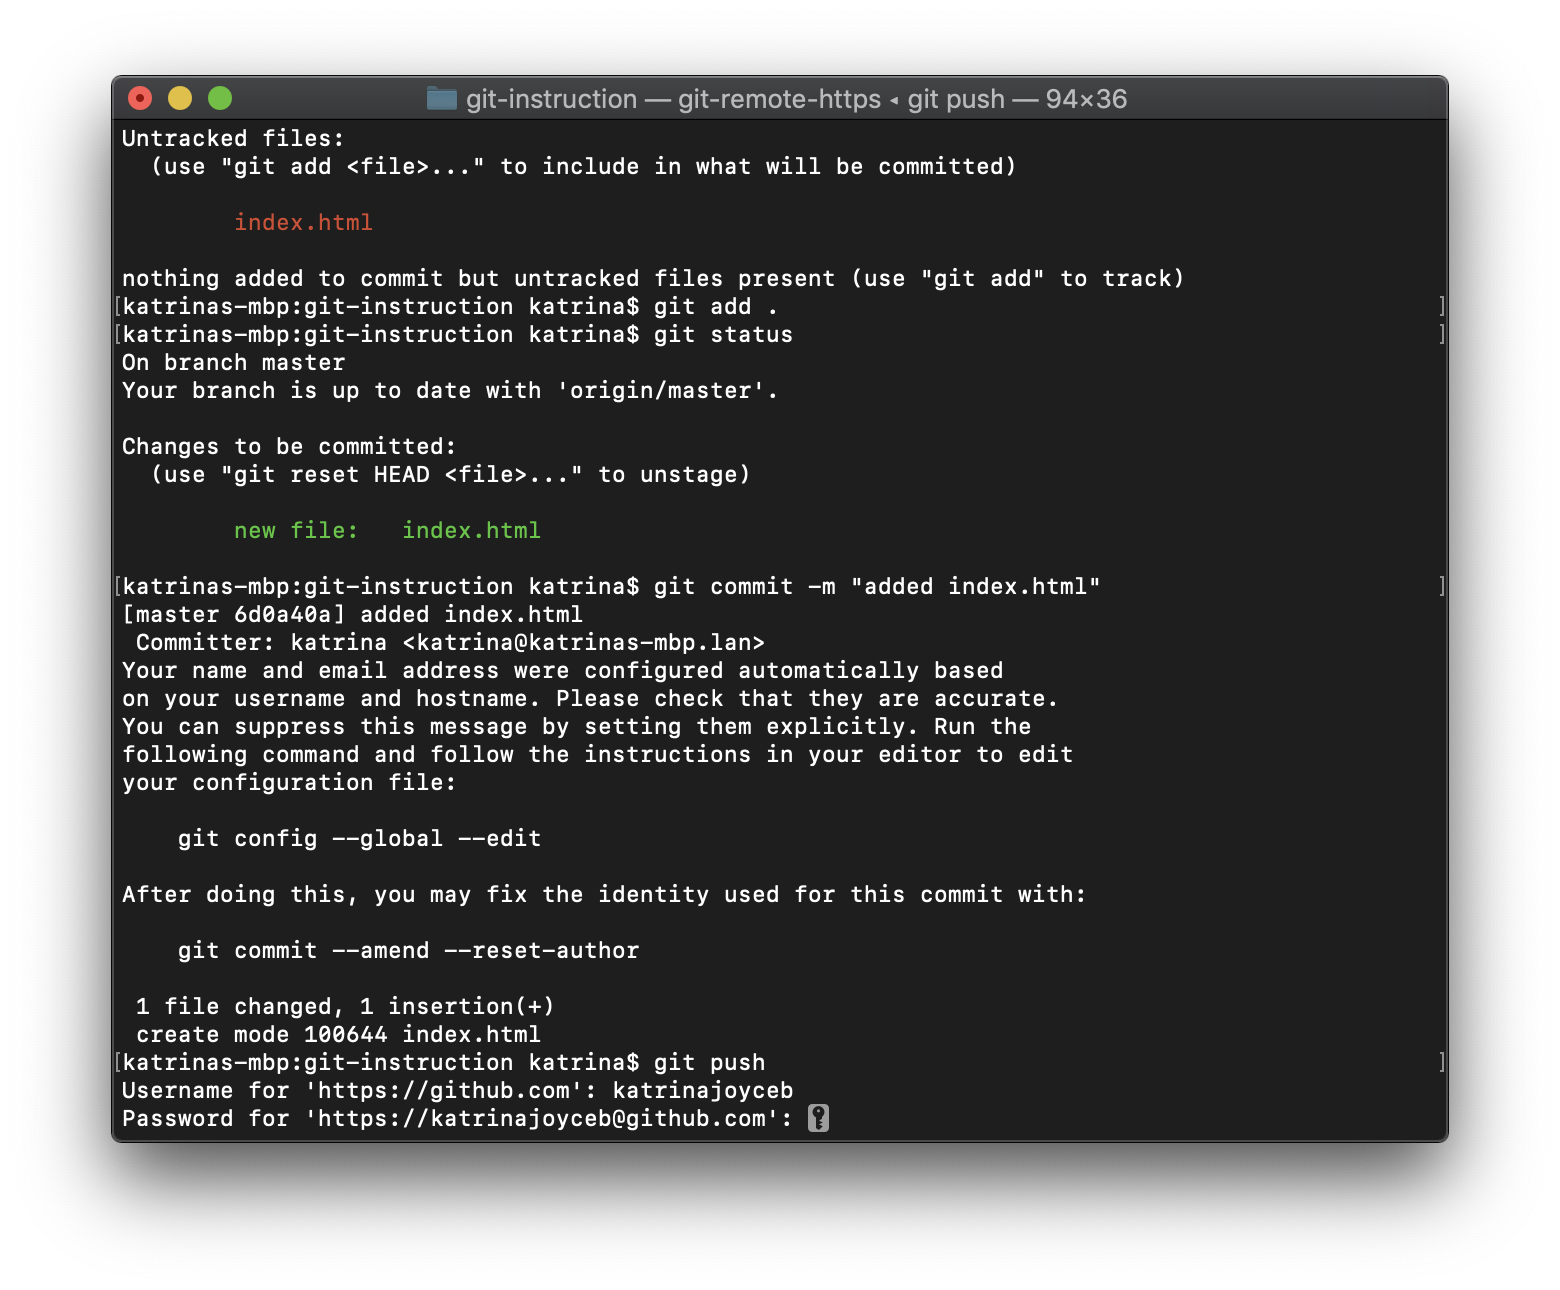 git-instruction — git-remote-https ◂ git push — 94×36
Untracked files:
  (use "git add <file>..." to include in what will be committed)
        index.html
nothing added to commit but untracked files present (use "git add" to track)
[katrinas-mbp:git-instruction katrina$ git add . ]
[katrinas-mbp:git-instruction katrina$ git status ]
On branch master
Your branch is up to date with 'origin/master'.
Changes to be committed:
  (use "git reset HEAD <file>..." to unstage)
        new file:   index.html
[katrinas-mbp:git-instruction katrina$ git commit -m "added index.html" ]
[master 6d0a40a] added index.html
 Committer: katrina <katrina@katrinas-mbp.lan>
Your name and email address were configured automatically based
on your username and hostname. Please check that they are accurate.
You can suppress this message by setting them explicitly. Run the
following command and follow the instructions in your editor to edit
your configuration file:
    git config --global --edit
After doing this, you may fix the identity used for this commit with:
    git commit --amend --reset-author
 1 file changed, 1 insertion(+)
 create mode 100644 index.html
[katrinas-mbp:git-instruction katrina$ git push ]
Username for 'https://github.com': katrinajoyceb
Password for 'https://katrinajoyceb@github.com':